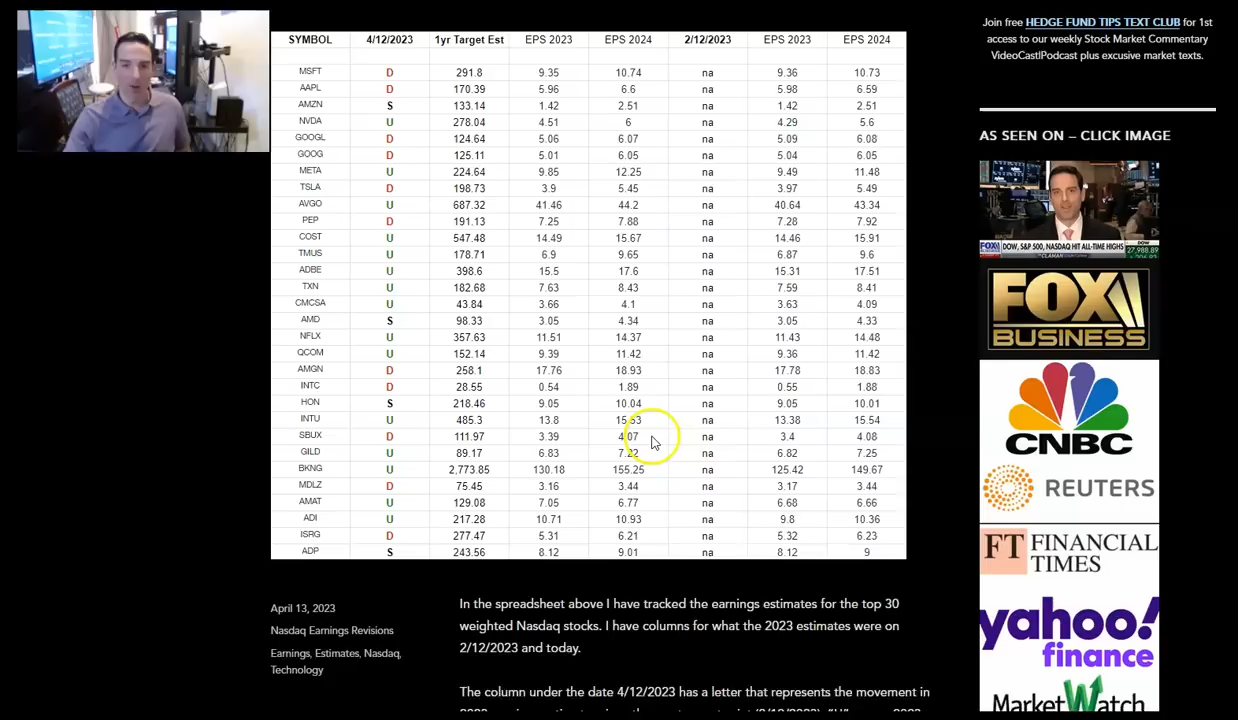 SYMBOL 4/12/2023 1yr Target Est EPS 2023 EPS 2024 2/12/2023 EPS 2023 EPS 2024
MSFT D 291.8 9.35 10.74 na 9.36 10.73
AAPL D 170.39 5.96 6.6 na 5.98 6.59
AMZN S 133.14 1.42 2.51 na 1.42 2.51
NVDA U 278.04 4.51 6 na 4.29 5.6
GOOGL D 124.64 5.06 6.07 na 5.09 6.08
GOOG D 125.11 5.01 6.05 na 5.04 6.05
META U 224.64 9.85 12.25 na 9.49 11.48
TSLA D 198.73 3.9 5.45 na 3.97 5.49
AVGO U 687.32 41.46 44.2 na 40.64 43.34
PEP D 191.13 7.25 7.88 na 7.28 7.92
COST U 547.48 14.49 15.67 na 14.46 15.91
TMUS U 178.71 6.9 9.65 na 6.87 9.6
ADBE U 398.6 15.5 17.6 na 15.31 17.51
TXN U 182.68 7.63 8.43 na 7.59 8.41
CMCSA U 43.84 3.66 4.1 na 3.63 4.09
AMD S 98.33 3.05 4.34 na 3.05 4.33
NFLX U 357.63 11.51 14.37 na 11.43 14.48
QCOM U 152.14 9.39 11.42 na 9.36 11.42
AMGN D 258.1 17.76 18.93 na 17.78 18.83
INTC D 28.55 0.54 1.89 na 0.55 1.88
HON S 218.46 9.05 10.04 na 9.05 10.01
INTU U 485.3 13.8 na 13.38 15.54
SBUX D 111.97 3.39 4.07 na 3.4 4.08
GILD U 89.17 6.83 7.22 na 6.82 7.25
BKNG U 2,773.85 130.18 155.25 na 125.42 149.67
MDLZ D 75.45 3.16 3.44 na 3.17 3.44
AMAT U 129.08 7.05 6.77 na 6.68 6.66
ADI U 217.28 10.71 10.93 na 9.8 10.36
ISRG D 277.47 5.31 6.21 na 5.32 6.23
ADP S 243.56 8.12 9.01 na 8.12 9
April 13, 2023
Nasdaq Earnings Revisions
Earnings, Estimates, Nasdaq,
Technology
In the spreadsheet above I have tracked the earnings estimates for the top 30
weighted Nasdaq stocks. I have columns for what the 2023 estimates were on
2/12/2023 and today.
The column under the date 4/12/2023 has a letter that represents the movement in
Join free HEDGE FUND TIPS TEXT CLUB for 1st
access to our weekly Stock Market Commentary
VideoCast|Podcast plus excusive market texts.
AS SEEN ON – CLICK IMAGE
DOW, S&P 500, NASDAQ HIT ALL-TIME HIGHS
DOW
27,988.89
FOX
BUSINESS
CNBC
REUTERS
FT FINANCIAL
TIMES
yahoo!
finance
MarketWatch